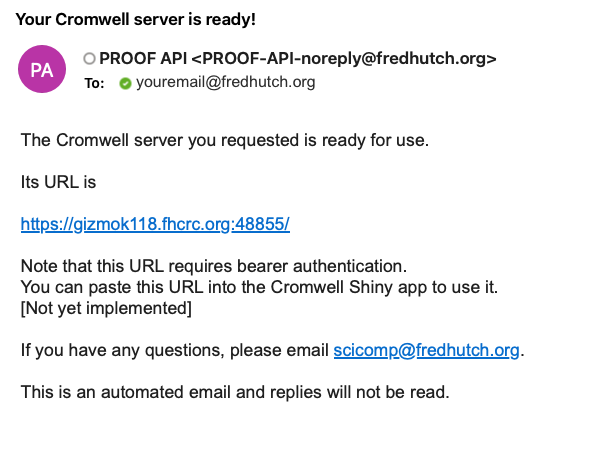 Your Cromwell server is ready!
PA
PROOF API <PROOF-API-noreply@fredhutch.org>
To: youremail@fredhutch.org
The Cromwell server you requested is ready for use.
Its URL is
https://gizmok118.fhcrc.org:48855/
Note that this URL requires bearer authentication.
You can paste this URL into the Cromwell Shiny app to use it.
[Not yet implemented]
If you have any questions, please email scicomp@fredhutch.org.
This is an automated email and replies will not be read.